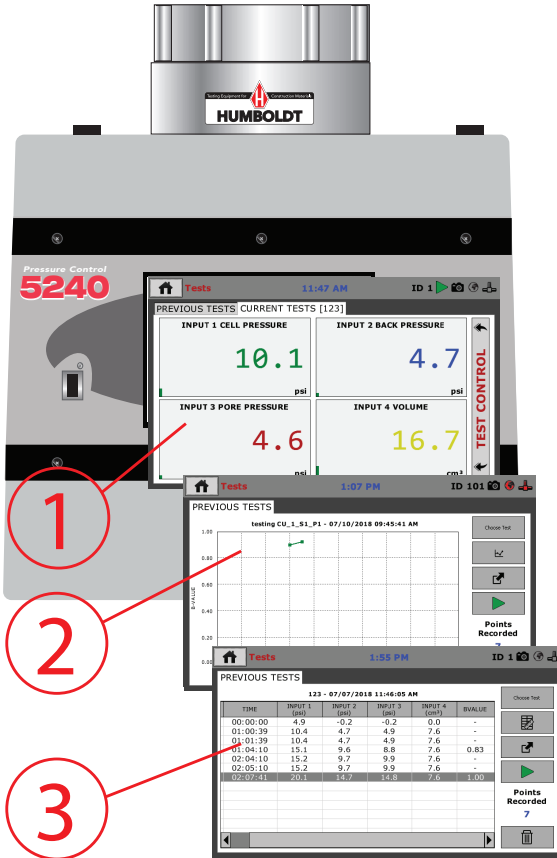 Testing Equipment for Construction Materials
H
HUMBOLDT
Pressure Control
5240
Tests 11:47 AM ID 1
PREVIOUS TESTS CURRENT TESTS [123]
INPUT 1 CELL PRESSURE INPUT 2 BACK PRESSURE
10.1 4.7
psi psi
INPUT 3 PORE PRESSURE INPUT 4 VOLUME
4.6 16.7
psi cm³
TEST CONTROL
1
Tests 1:07 PM ID 101
PREVIOUS TESTS
testing CU_1_S1_P1 - 07/10/2018 09:45:41 AM
Choose Test
1.00
0.80
0.60
0.40
0.20
0.00
B-VALUE
Points
Recorded
7
2
Tests 1:55 PM ID 1
PREVIOUS TESTS
123 - 07/07/2018 11:46:05 AM
Choose Test
TIME INPUT 1 (psi) INPUT 2 (psi) INPUT 3 (psi) INPUT 4 (cm³) BVALUE
00:00:00 4.9 -0.2 -0.2 0.0 -
01:00:39 10.4 4.7 4.9 7.6 -
01:01:39 10.4 4.7 4.9 7.6 -
01:04:10 15.1 9.6 8.8 7.6 0.83
02:04:10 15.2 9.7 9.9 7.6 -
02:05:10 15.2 9.7 9.9 7.6 -
02:07:41 20.1 14.7 14.8 7.6 1.00
Points
Recorded
7
3